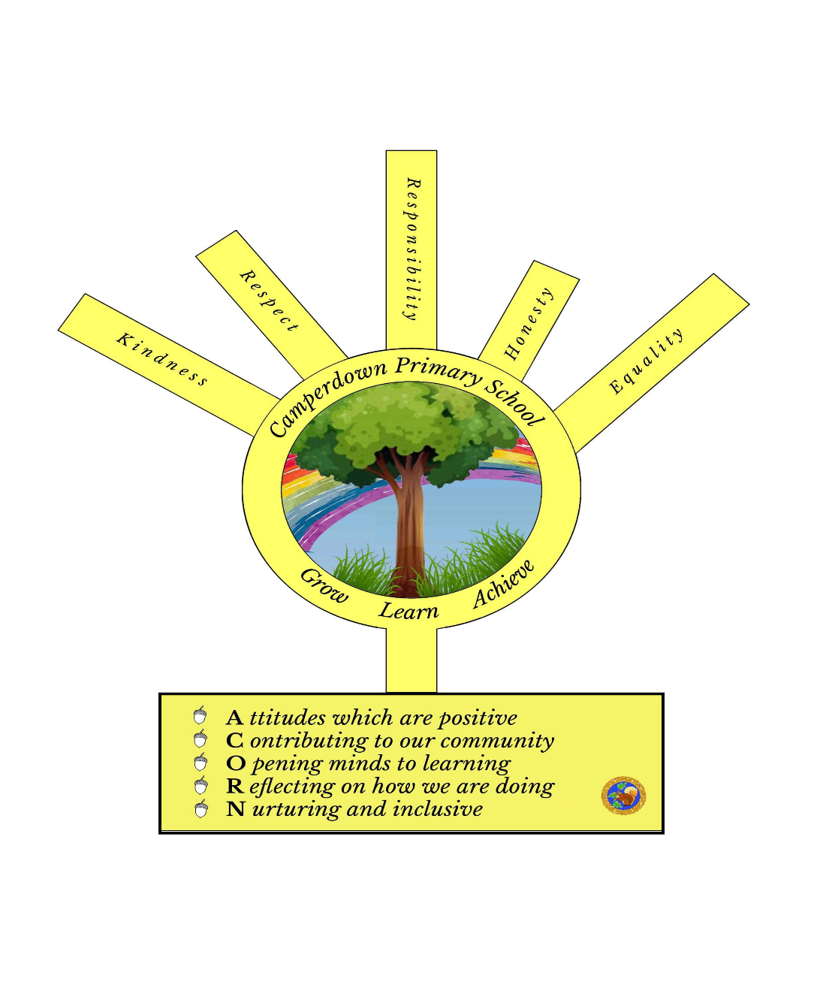 Kindness
Respect
Responsibility
Honesty
Equality
Camperdown Primary School
Grow Learn Achieve
A ttitudes which are positive
C ontributing to our community
O pening minds to learning
R eflecting on how we are doing
N urturing and inclusive